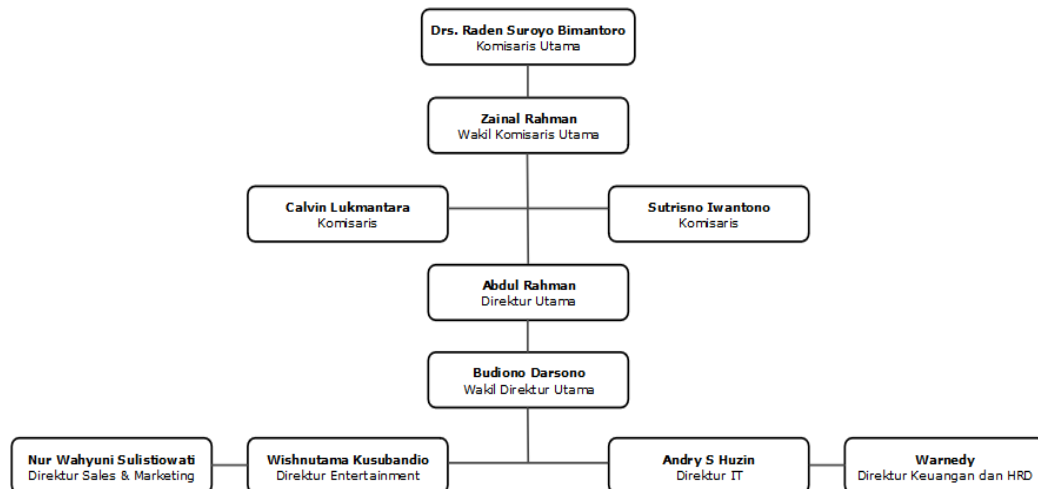 Drs. Raden Suroyo Bimantoro
Komisaris Utama
Zainal Rahman
Wakil Komisaris Utama
Calvin Lukmantara
Komisaris
Sutrisno Iwantono
Komisaris
Abdul Rahman
Direktur Utama
Budiono Darsono
Wakil Direktur Utama
Nur Wahyuni Sulistiowati
Direktur Sales & Marketing
Wishnutama Kusubandio
Direktur Entertainment
Andry S Huzin
Direktur IT
Warnedy
Direktur Keuangan dan HRD